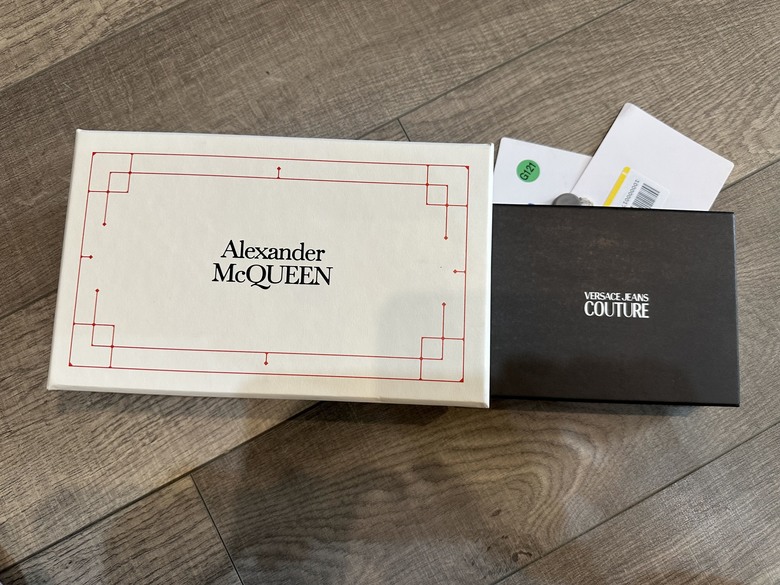 Alexander
McQUEEN
G121
VERSACE JEANS
COUTURE